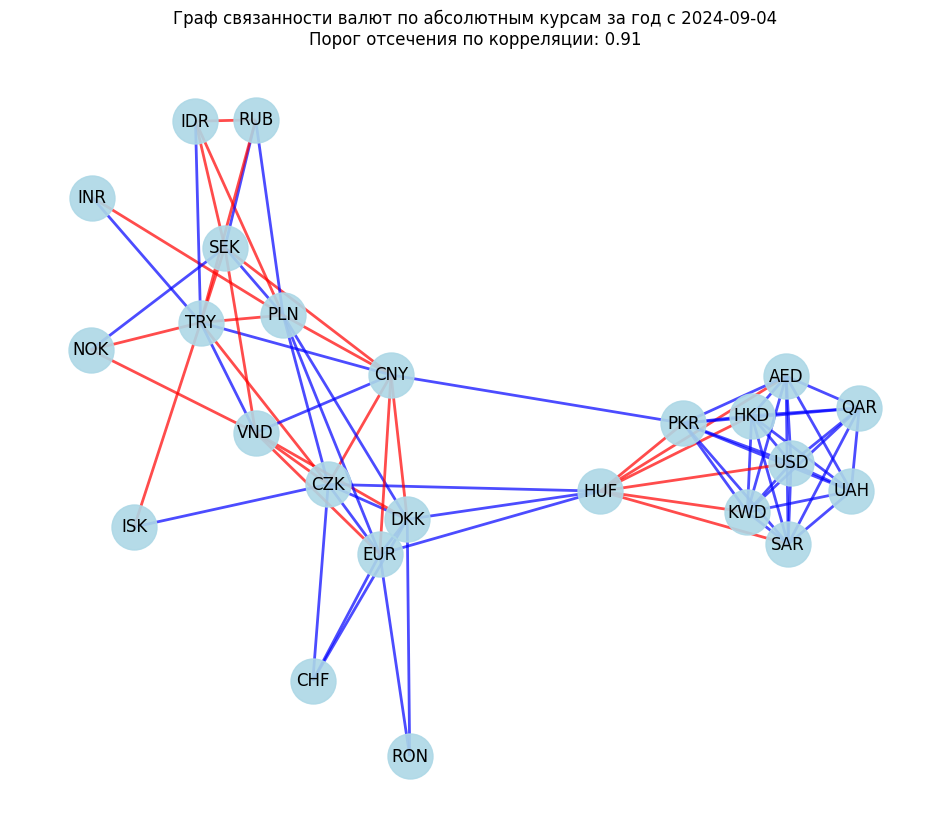 Граф связанности валют по абсолютным курсам за год с 2024-09-04
Порог отсечения по корреляции: 0.91
IDR
RUB
INR
SEK
PLN
TRY
NOK
CNY
AED
HKD
QAR
PKR
VND
USD
CZK
HUF
UAH
KWD
DKK
ISK
SAR
EUR
CHF
RON